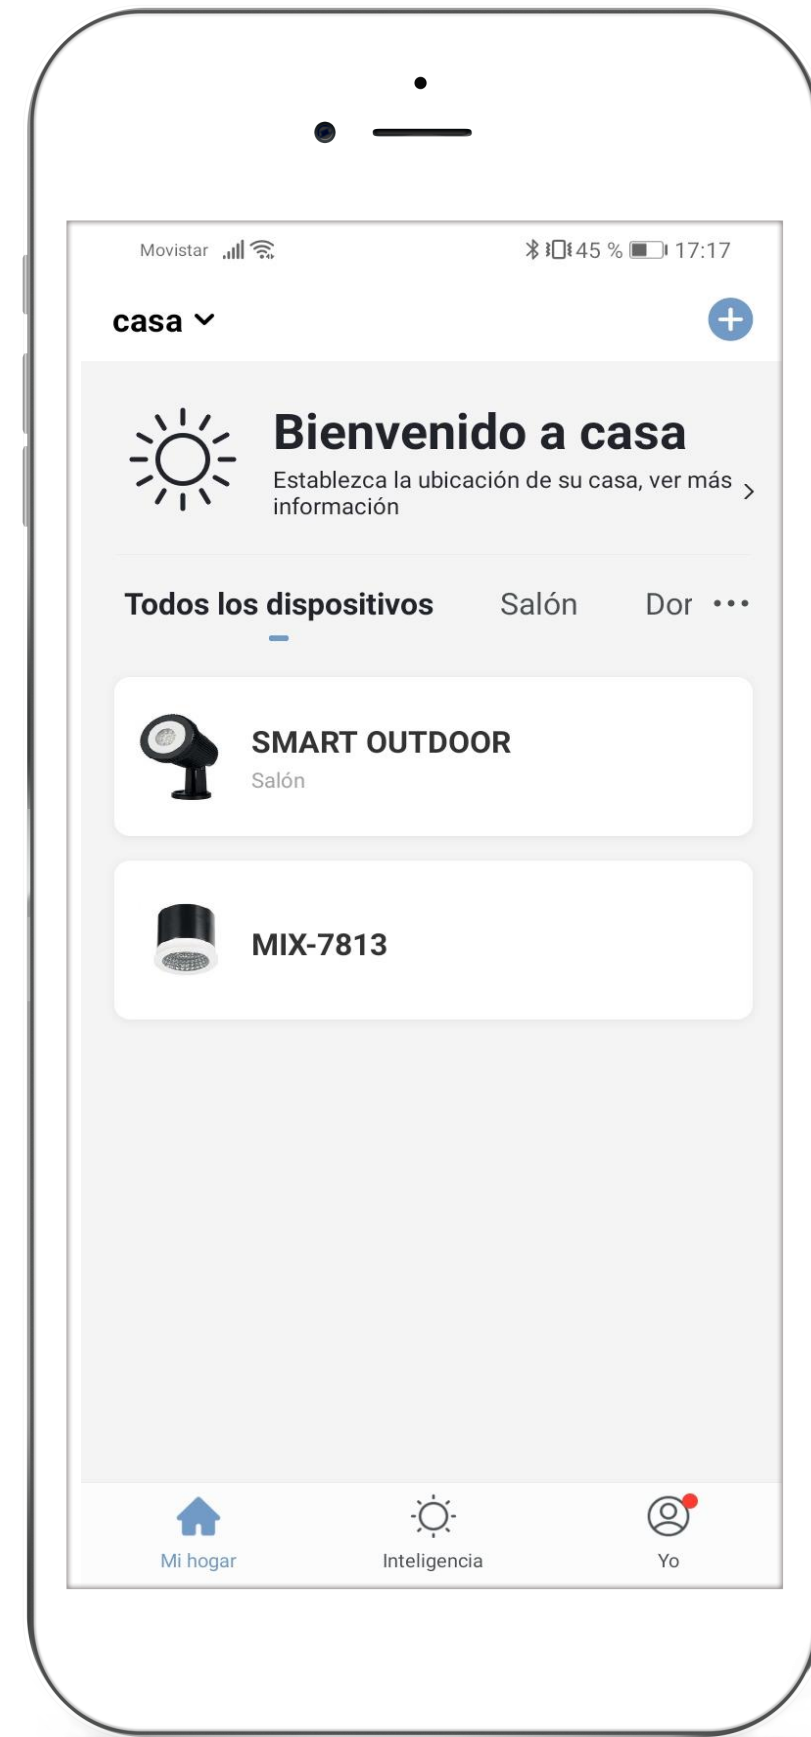 Movistar 45 % 17:17
casa
Bienvenido a casa
Establezca la ubicación de su casa, ver más
información
Todos los dispositivos Salón Dor ...
SMART OUTDOOR
Salón
MIX-7813
Mi hogar Inteligencia Yo